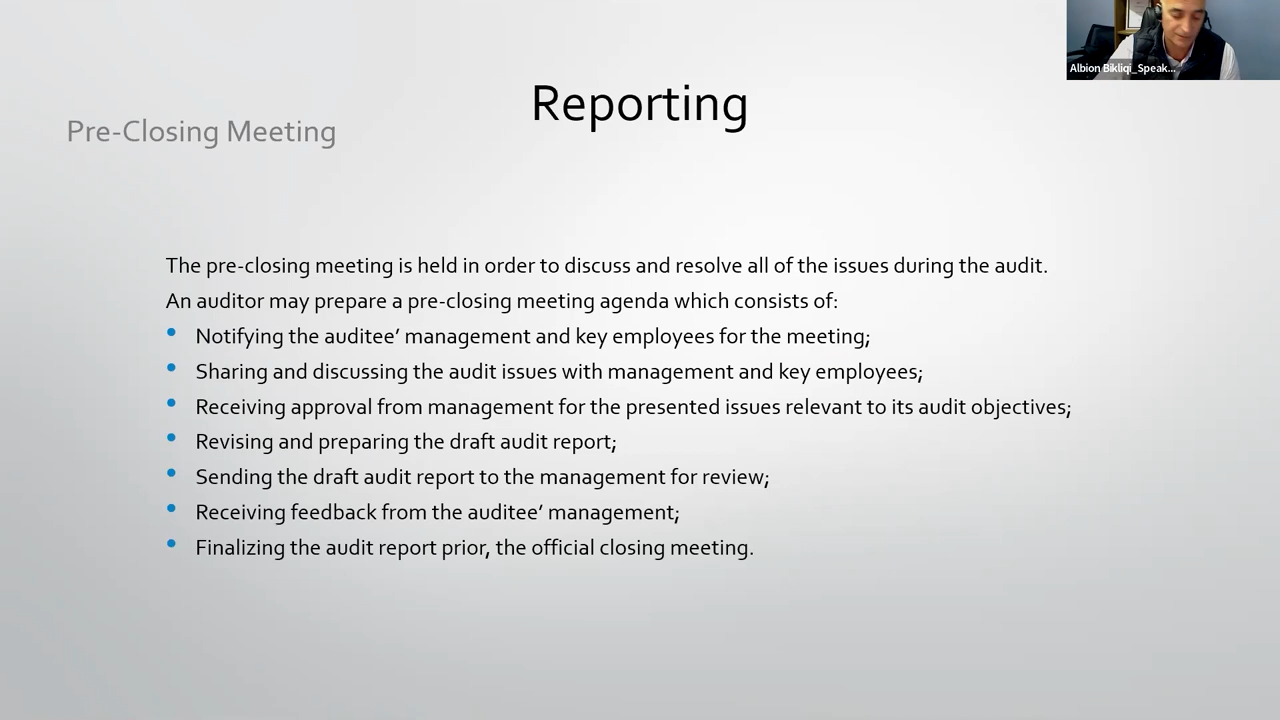 Albion Bikliqi_Speak...
Reporting
Pre-Closing Meeting
The pre-closing meeting is held in order to discuss and resolve all of the issues during the audit.
An auditor may prepare a pre-closing meeting agenda which consists of:
• Notifying the auditee’ management and key employees for the meeting;
• Sharing and discussing the audit issues with management and key employees;
• Receiving approval from management for the presented issues relevant to its audit objectives;
• Revising and preparing the draft audit report;
• Sending the draft audit report to the management for review;
• Receiving feedback from the auditee‘ management;
• Finalizing the audit report prior, the official closing meeting.